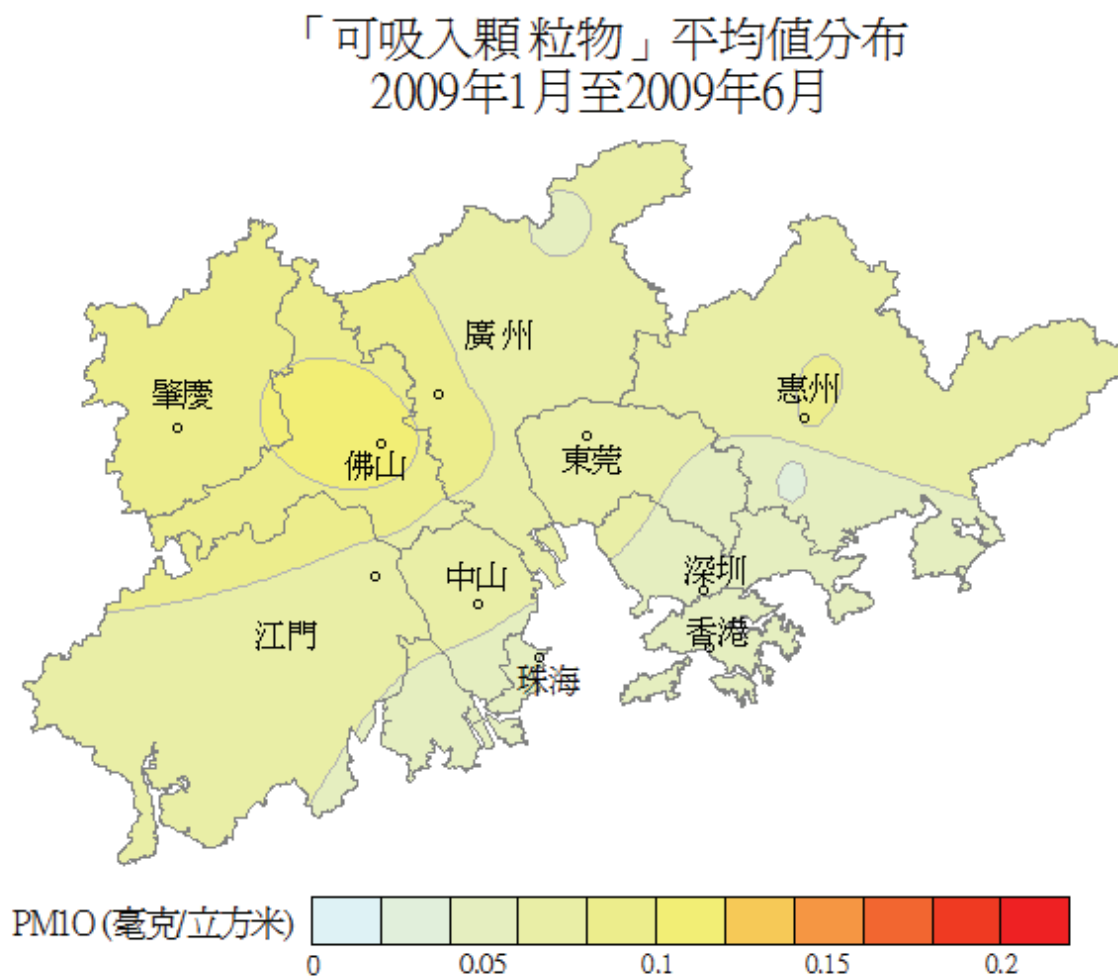 「可吸入顆粒物」平均值分布
2009年1月至2009年6月
廣州
肇慶
惠州
佛山
東莞
深圳
中山
江門
香港
珠海
PM10 (毫克/立方米)
0 0.05 0.1 0.15 0.2